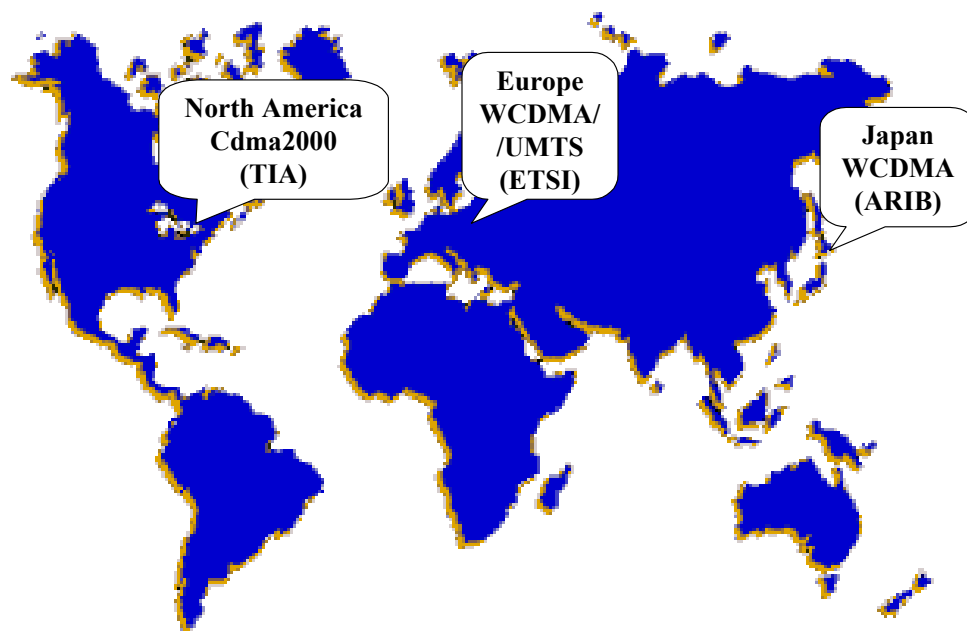 North America
Cdma2000
(TIA)
Europe
WCDMA/
/UMTS
(ETSI)
Japan
WCDMA
(ARIB)